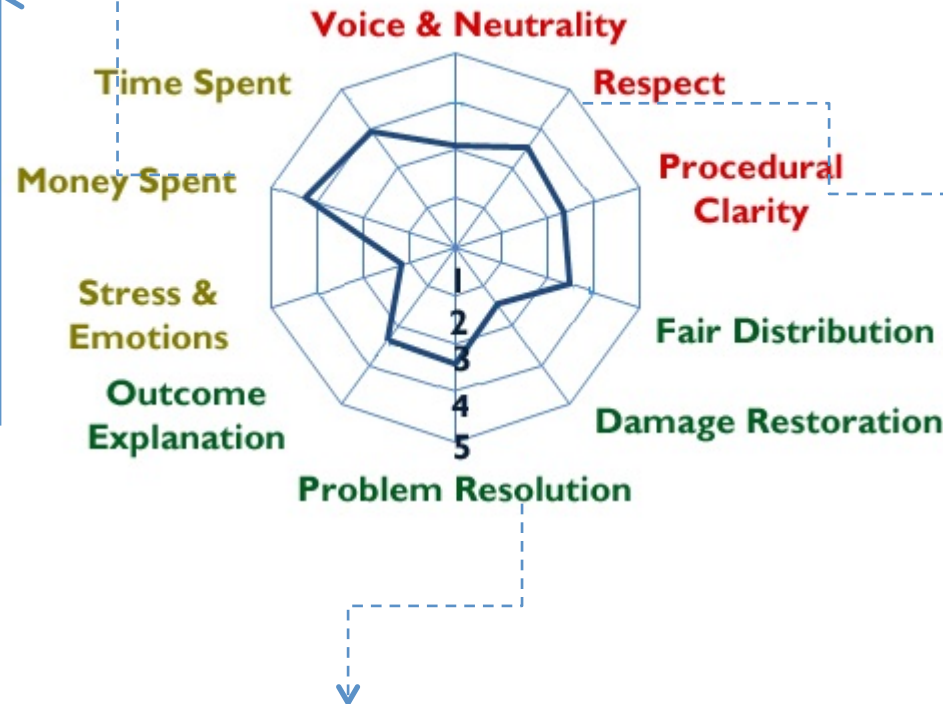 Voice & Neutrality
Time Spent
Respect
Money Spent
Procedural
Clarity
Stress &
Emotions
Fair Distribution
Outcome
Explanation
Damage Restoration
Problem Resolution
1
2
3
4
5